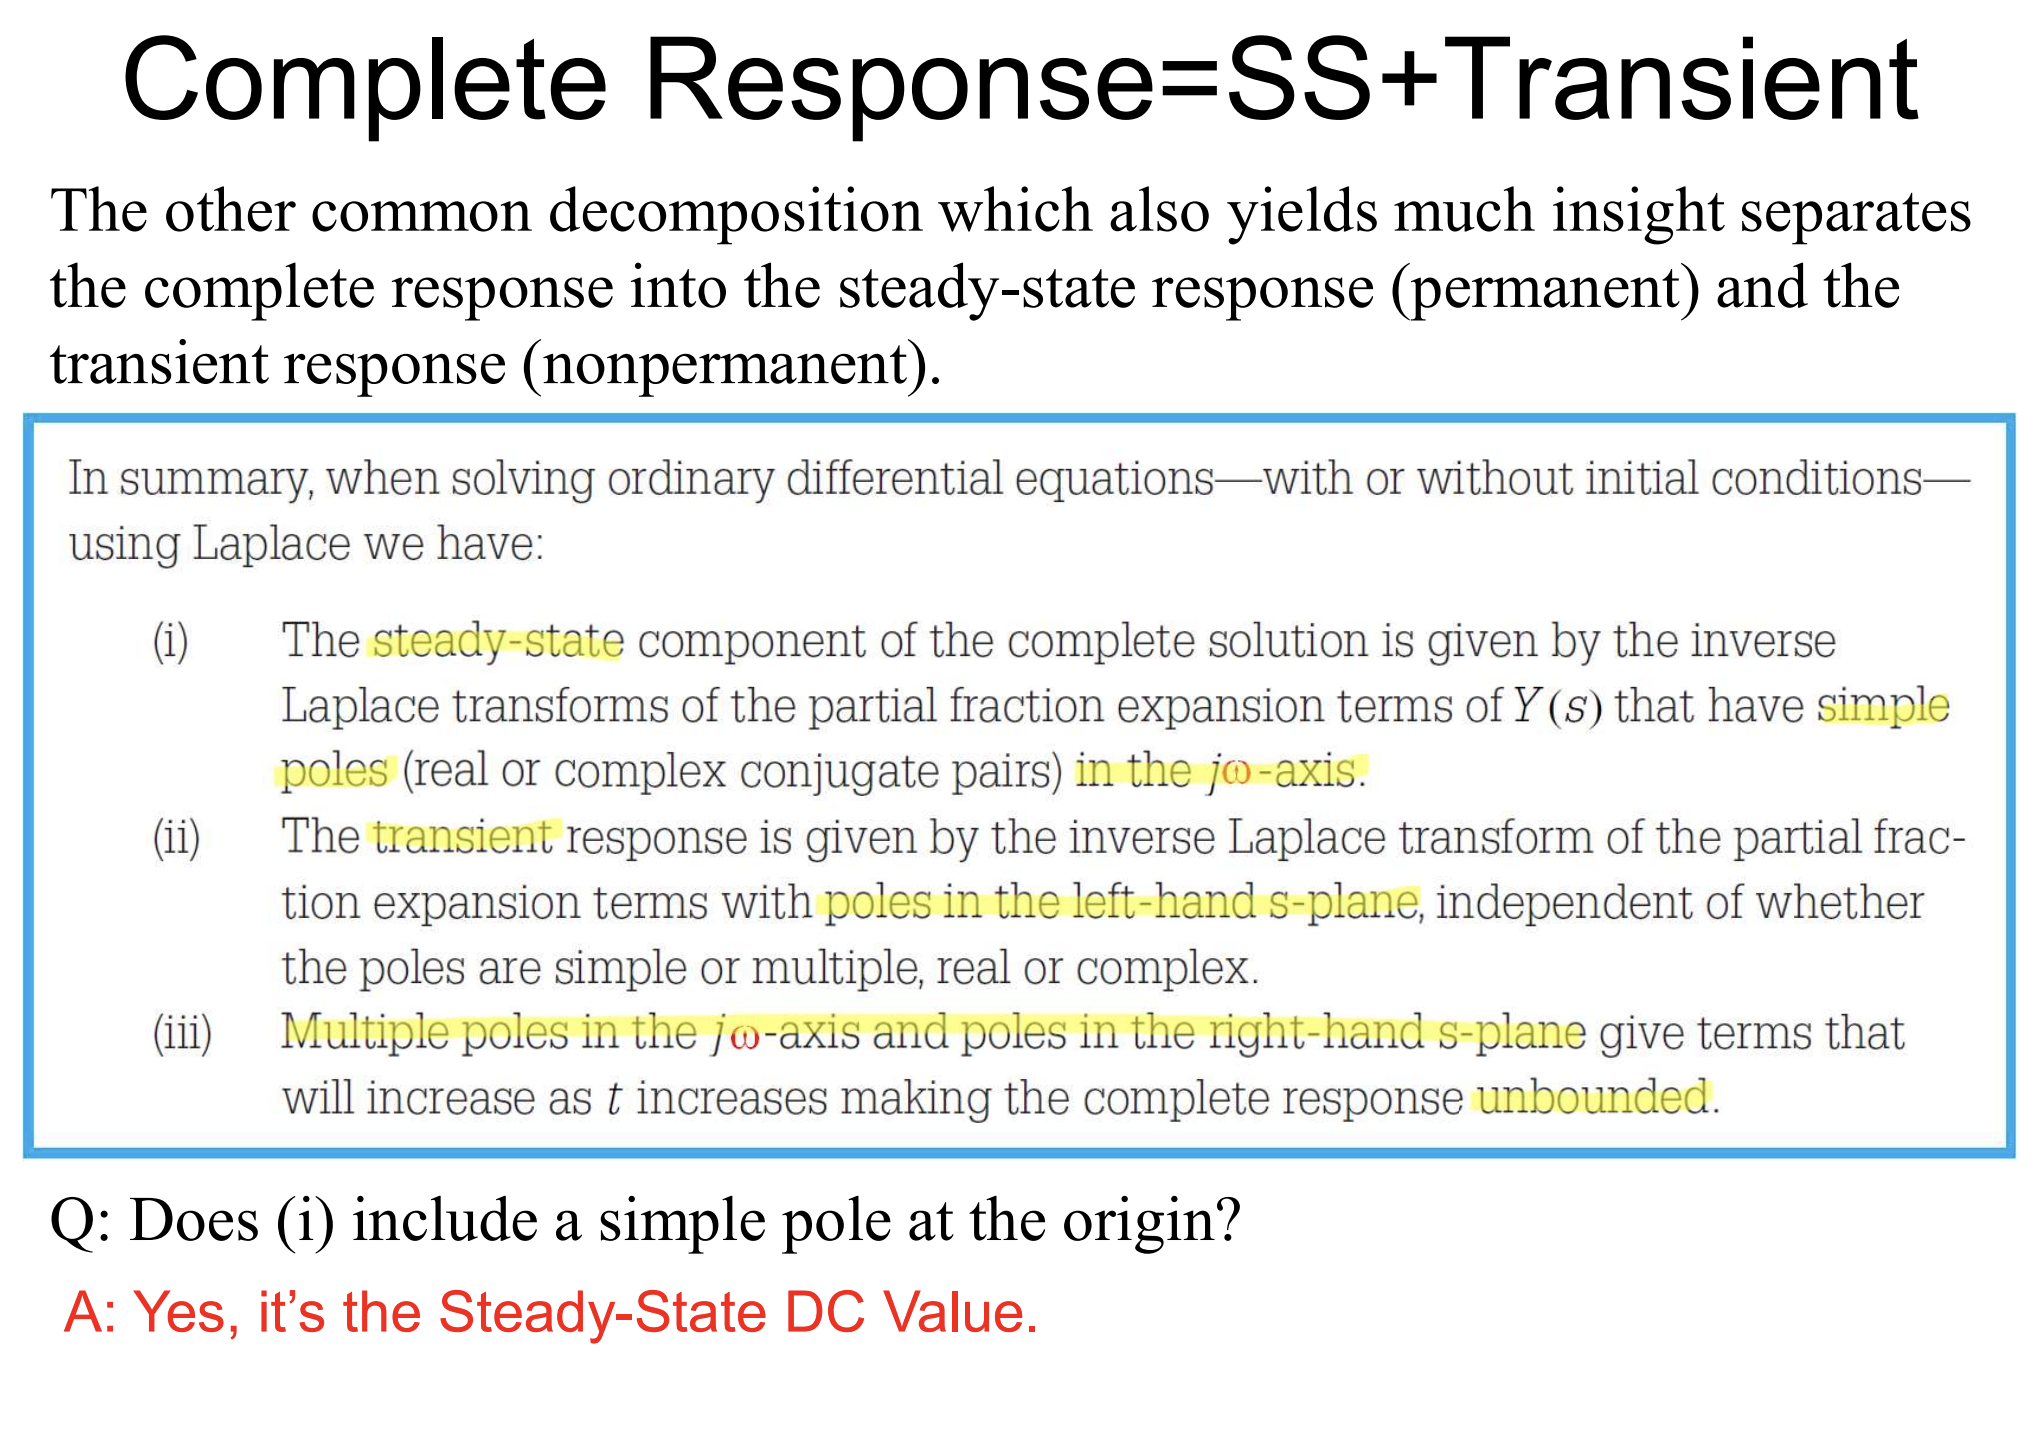 Complete Response=SS+Transient
The other common decomposition which also yields much insight separates
the complete response into the steady-state response (permanent) and the
transient response (nonpermanent).
In summary, when solving ordinary differential equations—with or without initial conditions—
using Laplace we have:
(i) The steady-state component of the complete solution is given by the inverse
Laplace transforms of the partial fraction expansion terms of Y(s) that have simple
poles (real or complex conjugate pairs) in the jω-axis.
(ii) The transient response is given by the inverse Laplace transform of the partial frac-
tion expansion terms with poles in the left-hand s-plane, independent of whether
the poles are simple or multiple, real or complex.
(iii) Multiple poles in the jω-axis and poles in the right-hand s-plane give terms that
will increase as t increases making the complete response unbounded.
Q: Does (i) include a simple pole at the origin?
A: Yes, it’s the Steady-State DC Value.